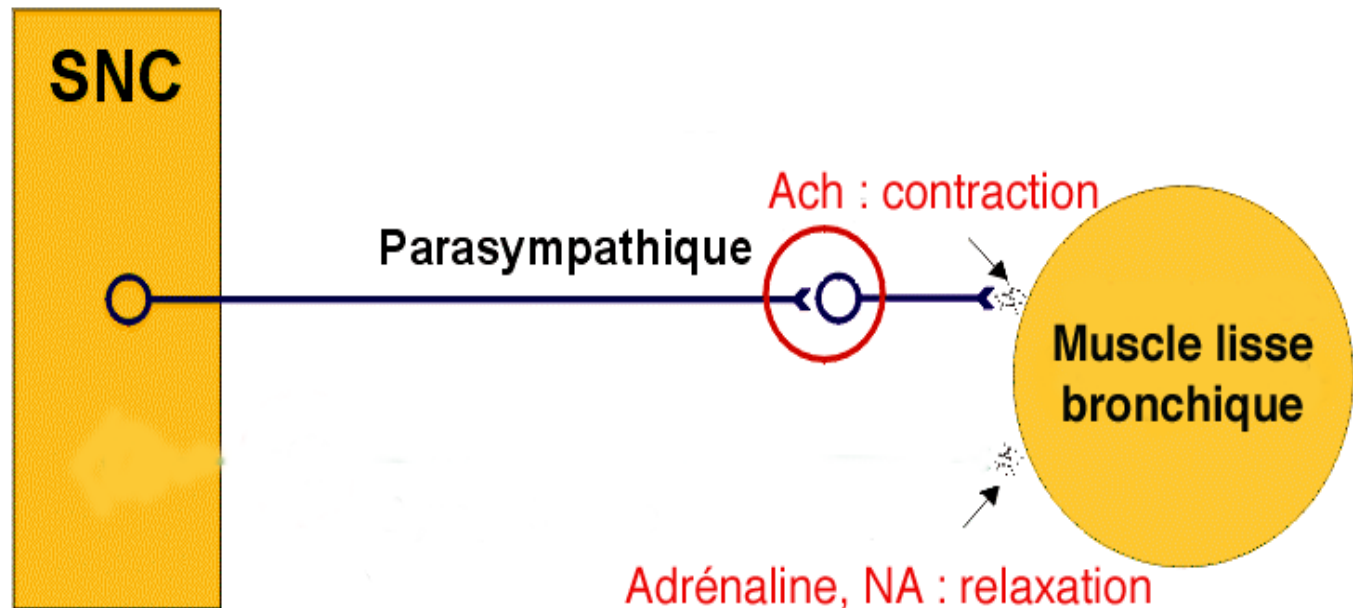 SNC
Ach : contraction
Parasympathique
Muscle lisse
bronchique
Adrénaline, NA : relaxation